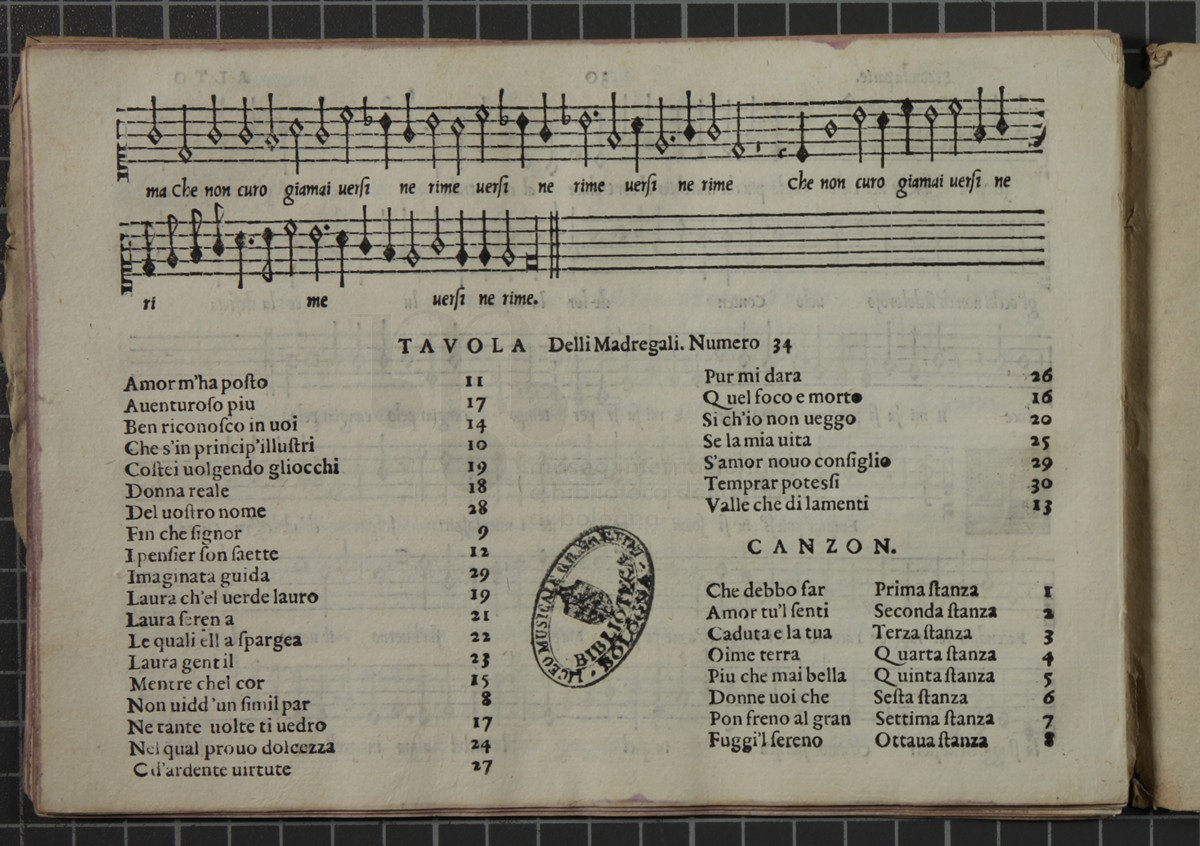 ma Che non curo giamai uerſi ne rime uerſi ne rime uerſi ne rime Che non curo giamai uerſi ne
ri me uerſi ne rime.
TAVOLA Delli Madregali. Numero 34
Amor m'ha poſto 11
Auenturoſo piu 17
Ben riconoſco in uoi 14
Che s'in princip'illuſtri 10
Coſtei uolgendo gliocchi 19
Donna reale 18
Del uoſtro nome 28
Fin che ſignor 9
I penſier ſon ſaette 12
Imaginata guida 29
Laura ch'el uerde lauro 19
Laura ſerena 21
Le quali ella ſpargea 22
Laura gentil 23
Mentre chel cor 15
Non uidd'un ſimil par 8
Ne tante uolte ti uedro 17
Nel qual prouo dolcezza 24
O d'ardente uirtute 27
Pur mi dara 26
Quel foco e morto 16
Si ch'io non ueggo 20
Se la mia uita 25
S'amor nouo conſiglio 29
Temprar poteſſi 30
Valle che di lamenti 13
CANZON.
Che debbo far Prima ſtanza 1
Amor tu'l ſenti Seconda ſtanza 2
Caduta e la tua Terza ſtanza 3
Oime terra Quarta ſtanza 4
Piu che mai bella Quinta ſtanza 5
Donne uoi che Seſta ſtanza 6
Pon freno al gran Settima ſtanza 7
Fuggi'l ſereno Ottaua ſtanza 8
LICEO MUSICALE G.B. MARTINI BOLOGNA
BIBLIOTECA